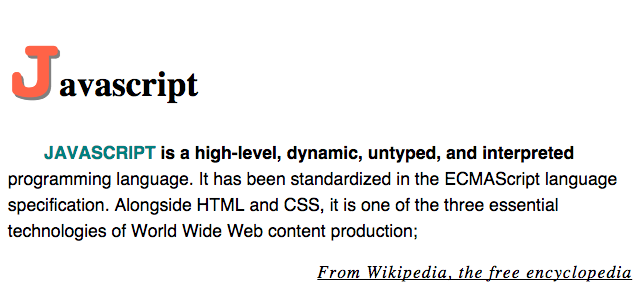 Javascript
JAVASCRIPT is a high-level, dynamic, untyped, and interpreted
programming language. It has been standardized in the ECMAScript language
specification. Alongside HTML and CSS, it is one of the three essential
technologies of World Wide Web content production;
From Wikipedia, the free encyclopedia